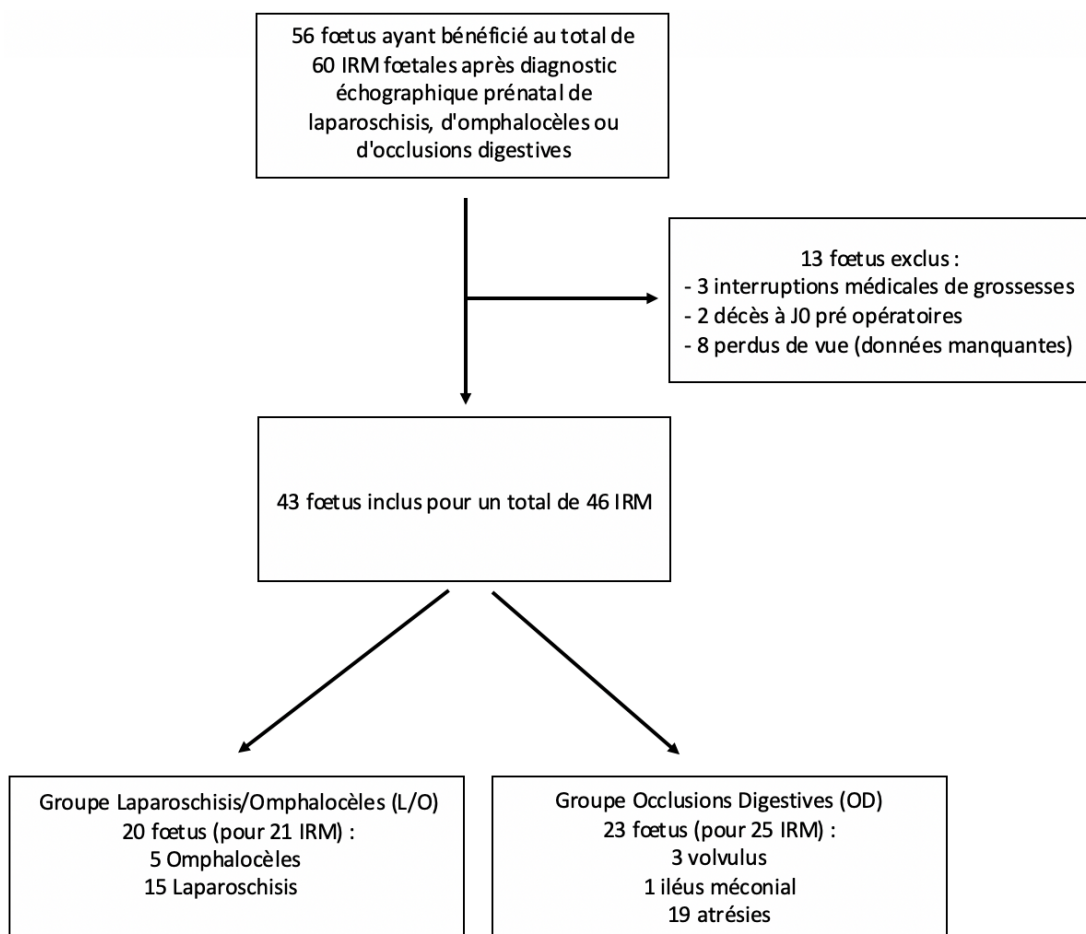 56 fœtus ayant bénéficié au total de
60 IRM fœtales après diagnostic
échographique prénatal de
laparoschisis, d'omphalocèles ou
d'occlusions digestives
13 fœtus exclus :
- 3 interruptions médicales de grossesses
- 2 décès à J0 pré opératoires
- 8 perdus de vue (données manquantes)
43 fœtus inclus pour un total de 46 IRM
Groupe Laparoschisis/Omphalocèles (L/O)
20 fœtus (pour 21 IRM) :
5 Omphalocèles
15 Laparoschisis
Groupe Occlusions Digestives (OD)
23 fœtus (pour 25 IRM) :
3 volvulus
1 iléus méconial
19 atrésies